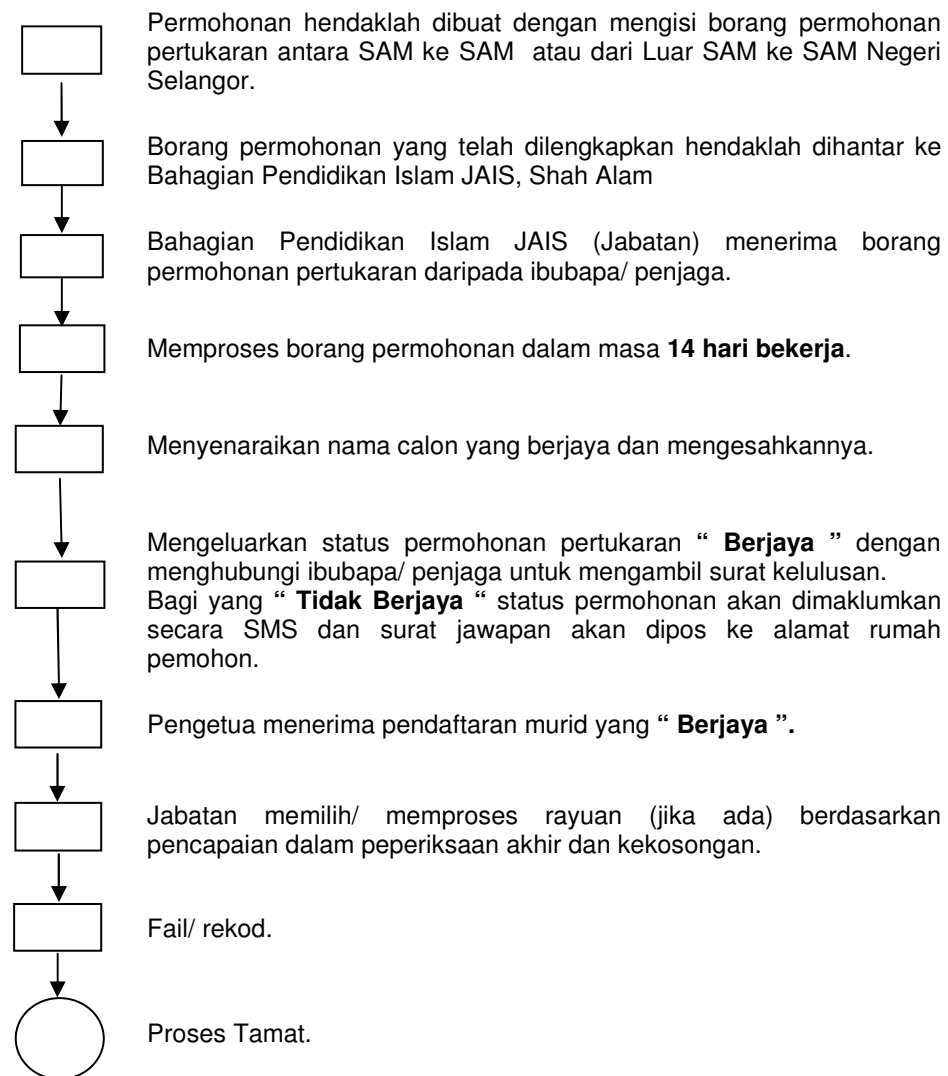 Permohonan hendaklah dibuat dengan mengisi borang permohonan
pertukaran antara SAM ke SAM atau dari Luar SAM ke SAM Negeri
Selangor.
Borang permohonan yang telah dilengkapkan hendaklah dihantar ke
Bahagian Pendidikan Islam JAIS, Shah Alam
Bahagian Pendidikan Islam JAIS (Jabatan) menerima borang
permohonan pertukaran daripada ibubapa/ penjaga.
Memproses borang permohonan dalam masa 14 hari bekerja.
Menyenaraikan nama calon yang berjaya dan mengesahkannya.
Mengeluarkan status permohonan pertukaran “ Berjaya ” dengan
menghubungi ibubapa/ penjaga untuk mengambil surat kelulusan.
Bagi yang “ Tidak Berjaya “ status permohonan akan dimaklumkan
secara SMS dan surat jawapan akan dipos ke alamat rumah
pemohon.
Pengetua menerima pendaftaran murid yang “ Berjaya ”.
Jabatan memilih/ memproses rayuan (jika ada) berdasarkan
pencapaian dalam peperiksaan akhir dan kekosongan.
Fail/ rekod.
Proses Tamat.